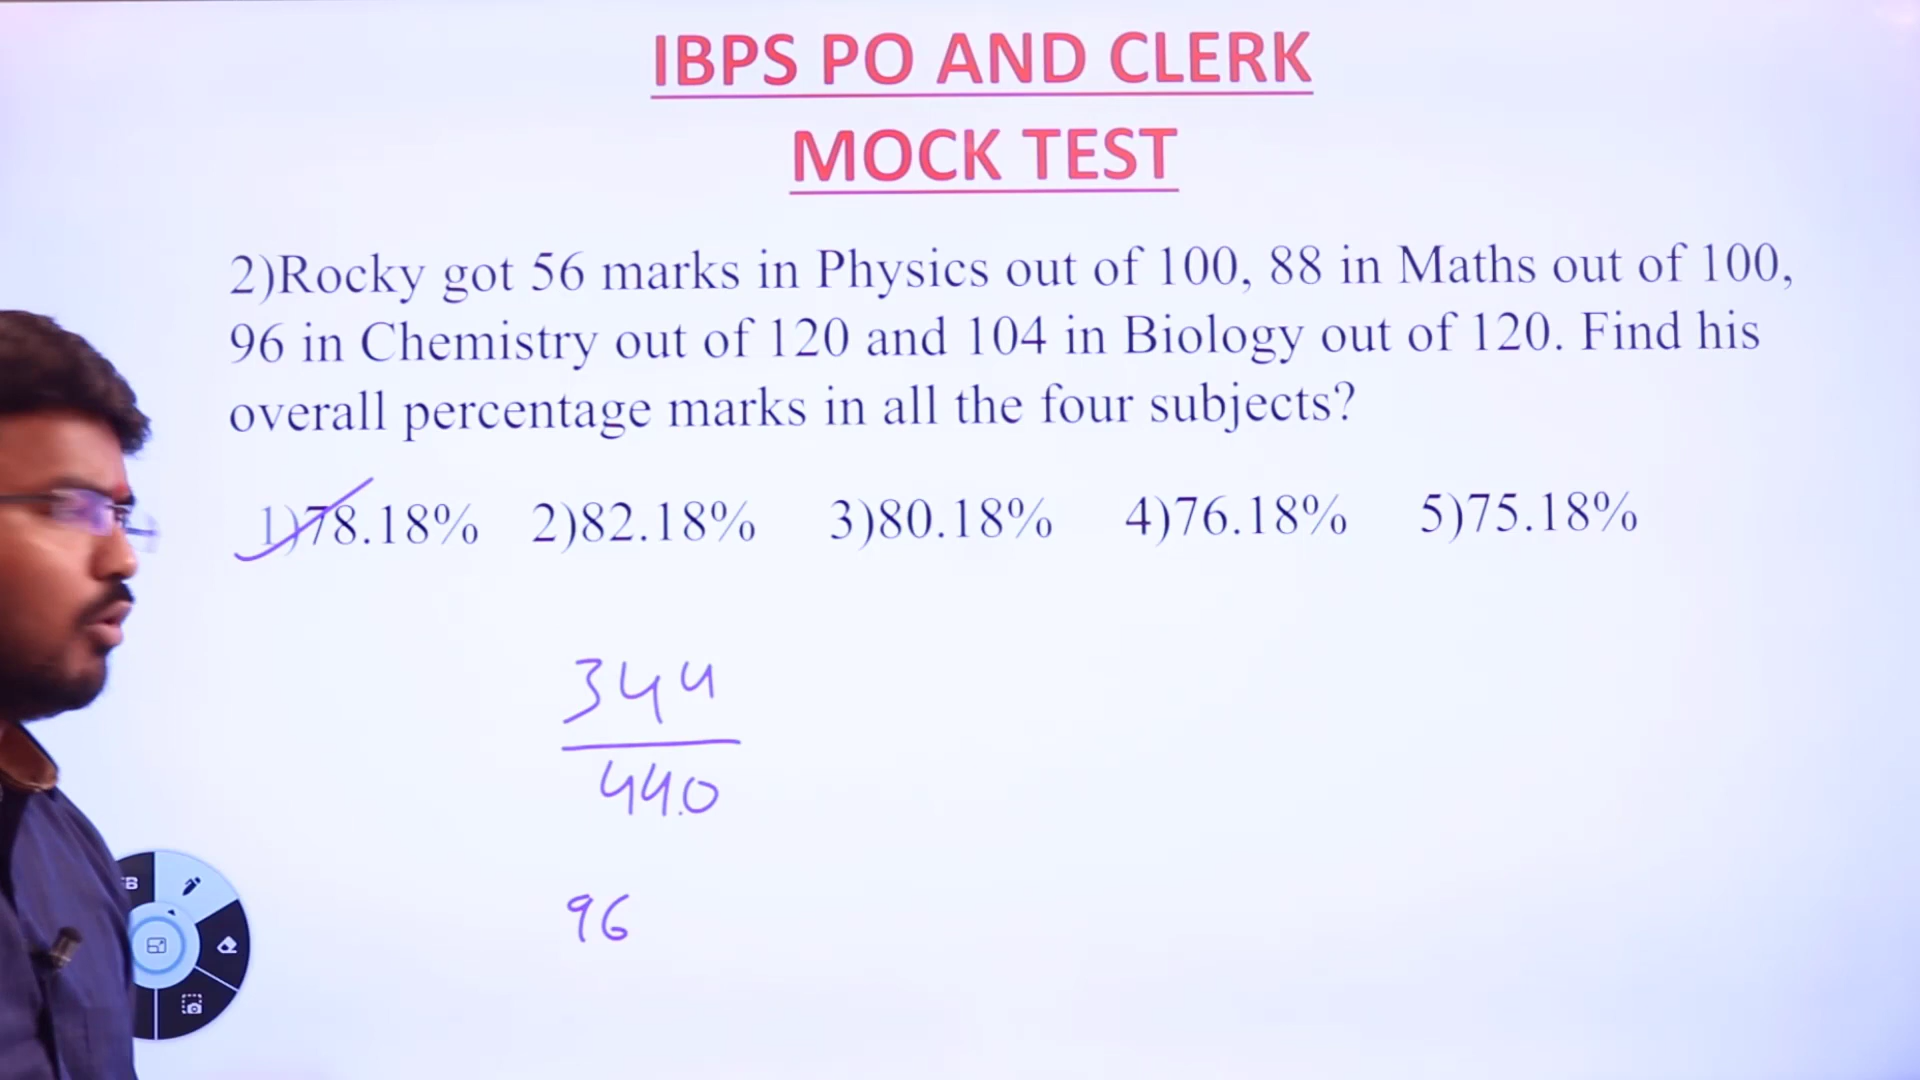 IBPS PO AND CLERK
MOCK TEST
2)Rocky got 56 marks in Physics out of 100, 88 in Maths out of 100,
96 in Chemistry out of 120 and 104 in Biology out of 120. Find his
overall percentage marks in all the four subjects?
1)78.18% 2)82.18% 3)80.18% 4)76.18% 5)75.18%
344
440
96